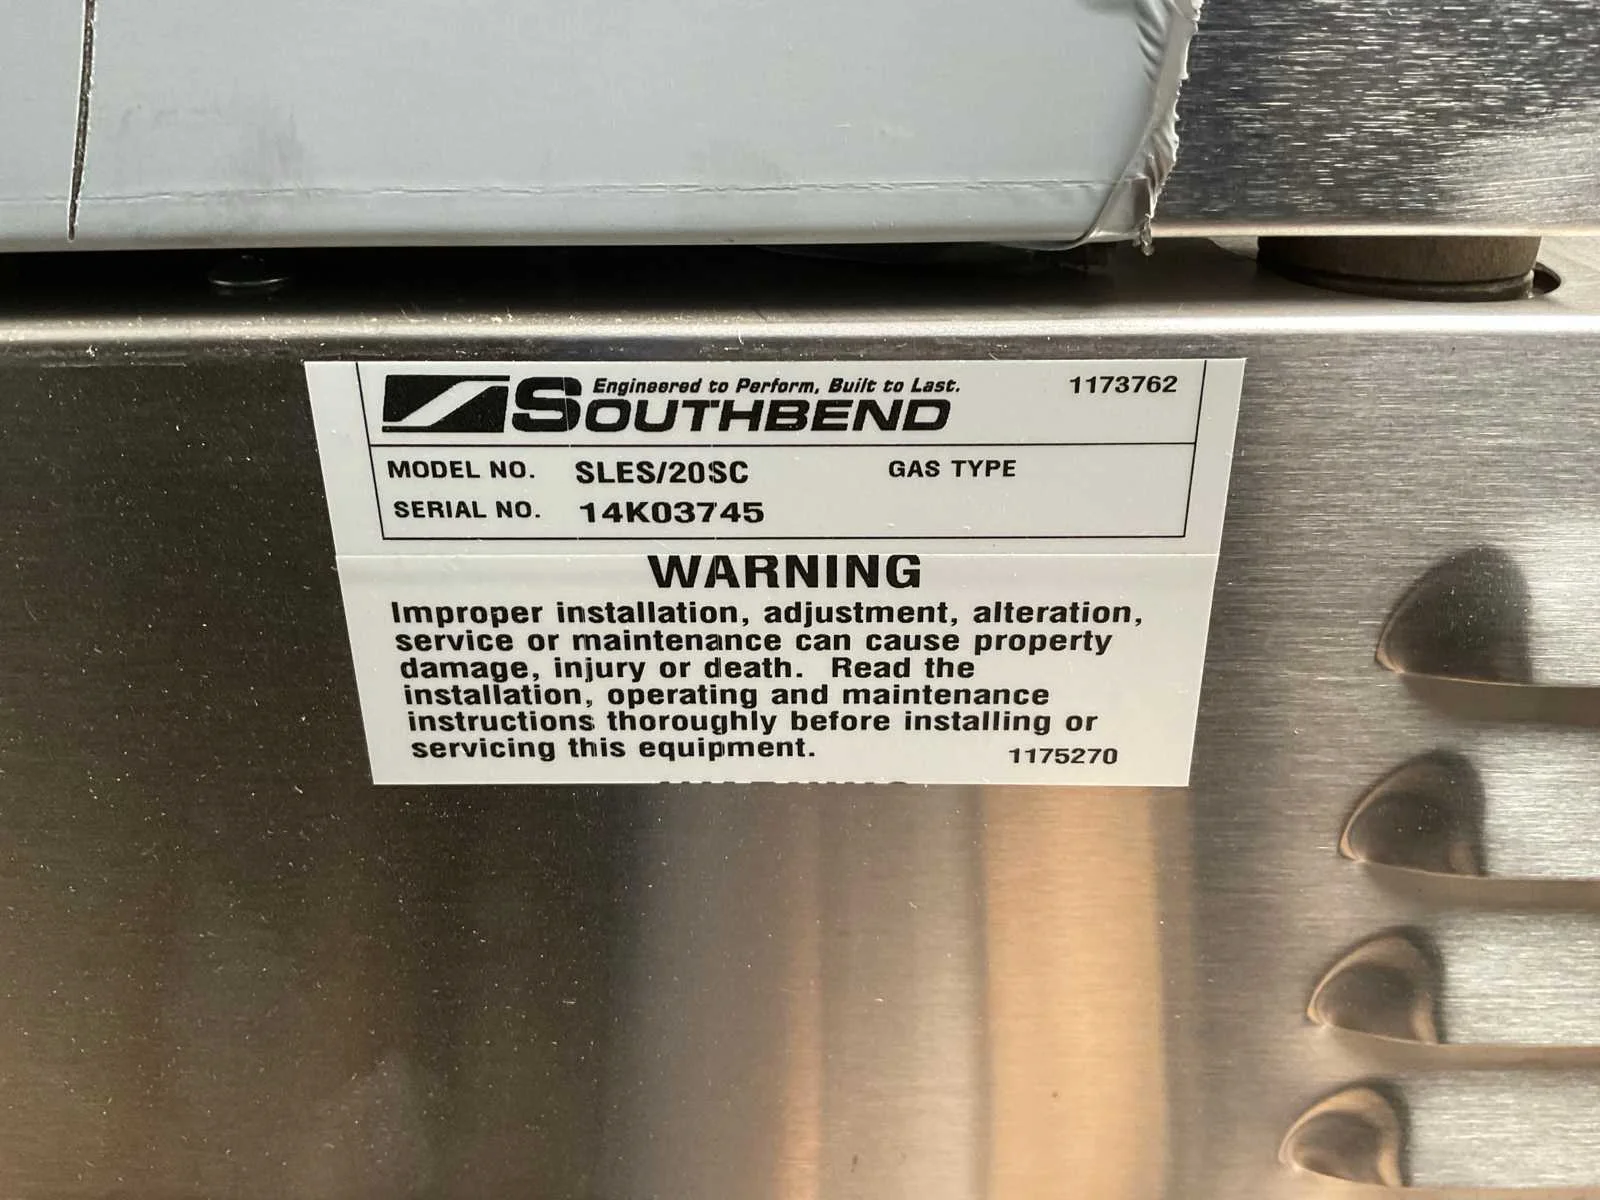 Engineered to Perform, Built to Last.
SOUTHBEND
1173762
MODEL NO. SLES/20SC GAS TYPE
SERIAL NO. 14K03745
WARNING
Improper installation, adjustment, alteration,
service or maintenance can cause property
damage, injury or death. Read the
installation, operating and maintenance
instructions thoroughly before installing or
servicing this equipment.
1175270